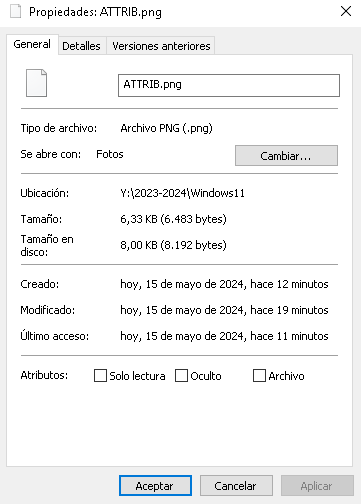 Propiedades: ATTRIB.png
General Detalles Versiones anteriores
ATTRIB.png
Tipo de archivo: Archivo PNG (.png)
Se abre con: Fotos Cambiar...
Ubicación: Y:\2023-2024\Windows11
Tamaño: 6,33 KB (6.483 bytes)
Tamaño en
disco: 8,00 KB (8.192 bytes)
Creado: hoy, 15 de mayo de 2024, hace 12 minutos
Modificado: hoy, 15 de mayo de 2024, hace 19 minutos
Último acceso: hoy, 15 de mayo de 2024, hace 11 minutos
Atributos: Solo lectura Oculto Archivo
Aceptar Cancelar Aplicar